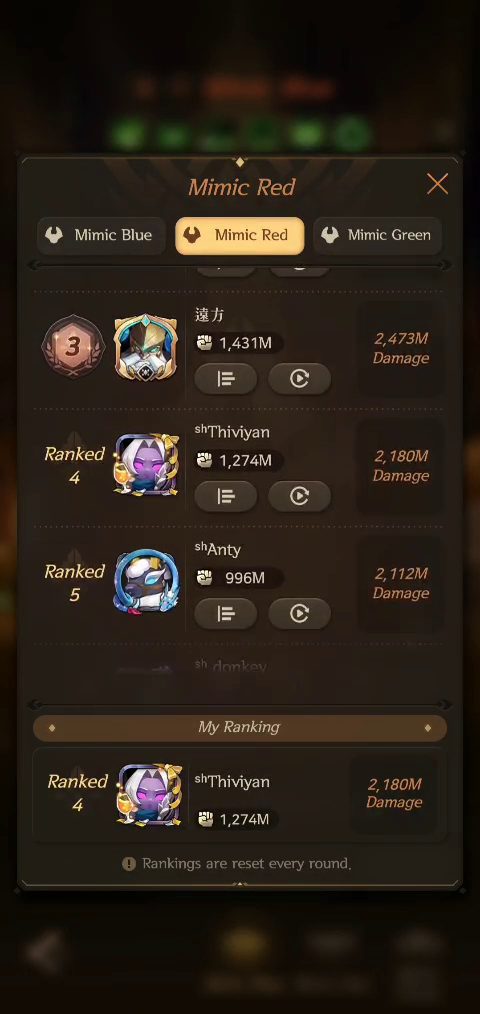 Mimic Red
Mimic Blue
Mimic Red
Mimic Green
3
遠方
1,431M
2,473M
Damage
Ranked
4
shThiviyan
1,274M
2,180M
Damage
Ranked
5
shAnty
996M
2,112M
Damage
sh donkey
My Ranking
Ranked
4
shThiviyan
1,274M
2,180M
Damage
Rankings are reset every round.